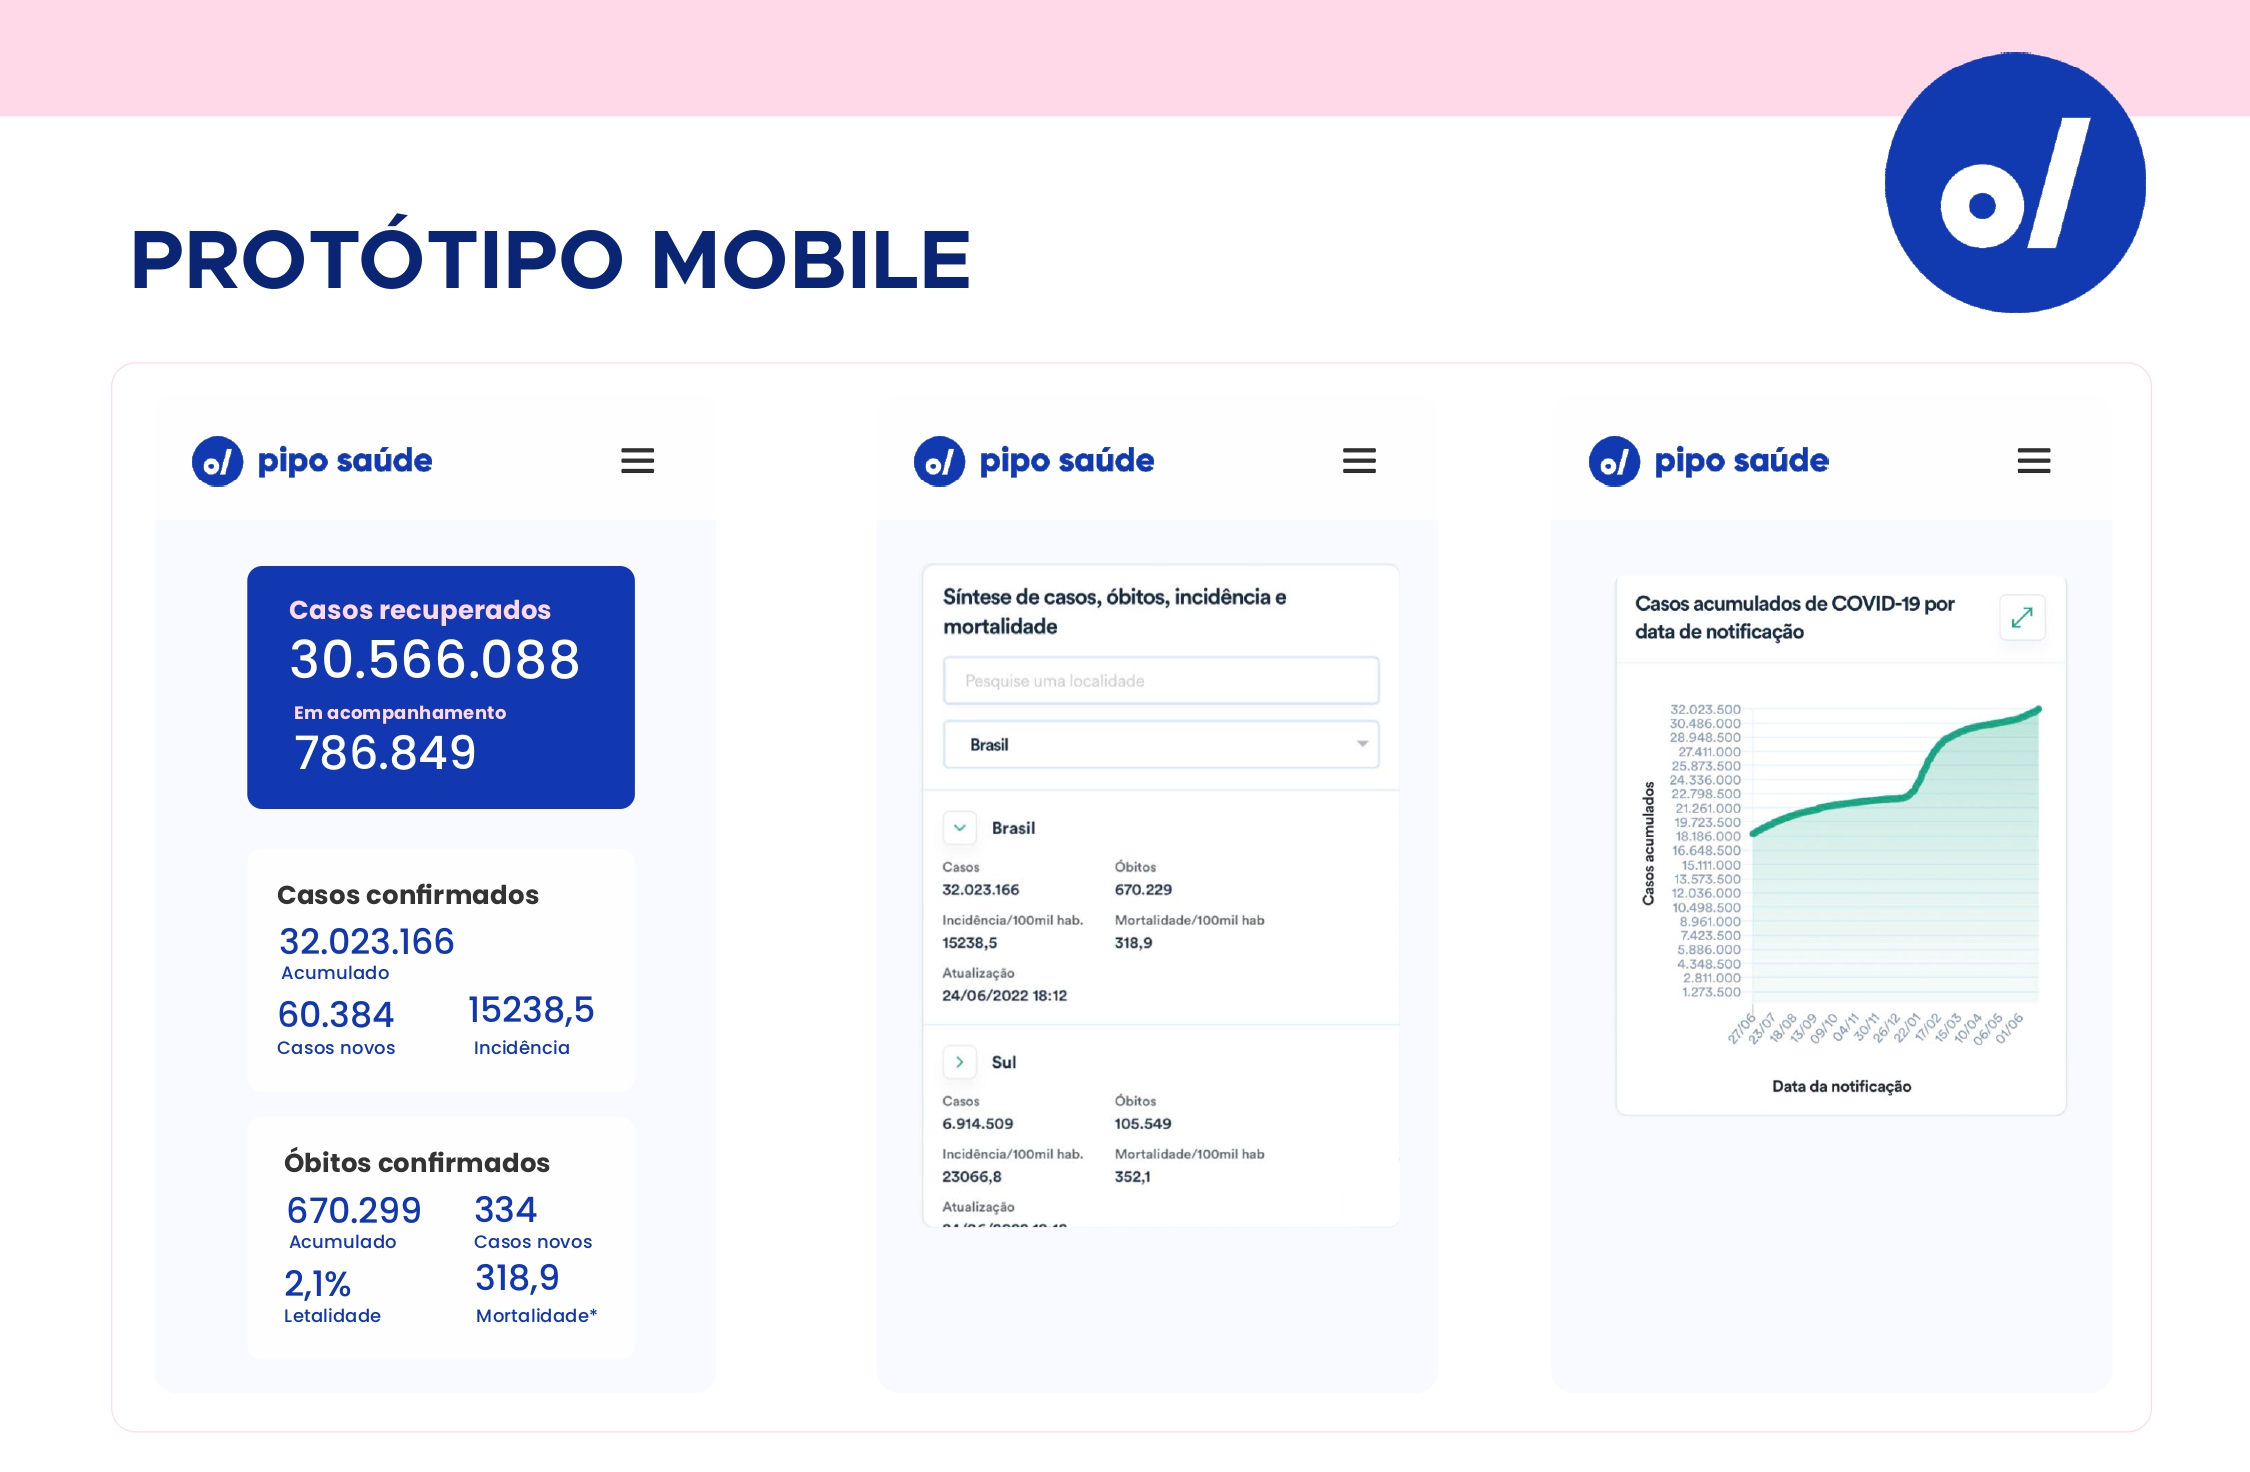 PROTÓTIPO MOBILE
pipo saúde
Casos recuperados
30.566.088
Em acompanhamento
786.849
Casos confirmados
32.023.166
Acumulado
60.384
15238,5
Casos novos
Incidência
Óbitos confirmados
670.299
334
Acumulado
Casos novos
2,1%
318,9
Letalidade
Mortalidade*
pipo saúde
Síntese de casos, óbitos, incidência e
mortalidade
Pesquise uma localidade
Brasil
Brasil
Casos
Óbitos
32.023.166
670.229
Incidência/100mil hab.
Mortalidade/100mil hab
15238,5
318,9
Atualização
24/06/2022 18:12
Sul
Casos
Óbitos
6.914.509
105.549
Incidência/100mil hab.
Mortalidade/100mil hab
23066,8
352,1
Atualização
pipo saúde
Casos acumulados de COVID-19 por
data de notificação
Casos acumulados
32.023.500
30.486.000
28.948.500
27.411.000
25.873.500
24.336.000
22.798.500
21.261.000
19.723.500
18.186.000
16.648.500
15.111.000
13.573.500
12.036.000
10.498.500
8.961.000
7.423.500
5.886.000
4.348.500
2.811.000
1.273.500
27/06
23/07
18/08
13/09
09/10
04/11
30/11
26/12
22/01
17/02
15/03
10/04
06/05
01/06
Data da notificação